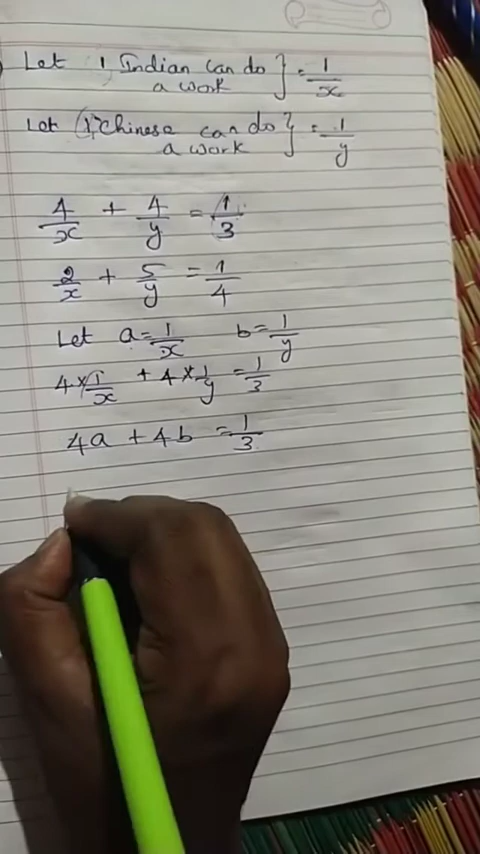 Let 1 Indian can do } = 1/x
a work
Let (1) Chinese can do } = 1/y
a work
4/x + 4/y = 1/3
2/x + 5/y = 1/4
Let a = 1/x b = 1/y
4 × 1/x + 4 × 1/y = 1/3
4a + 4b = 1/3